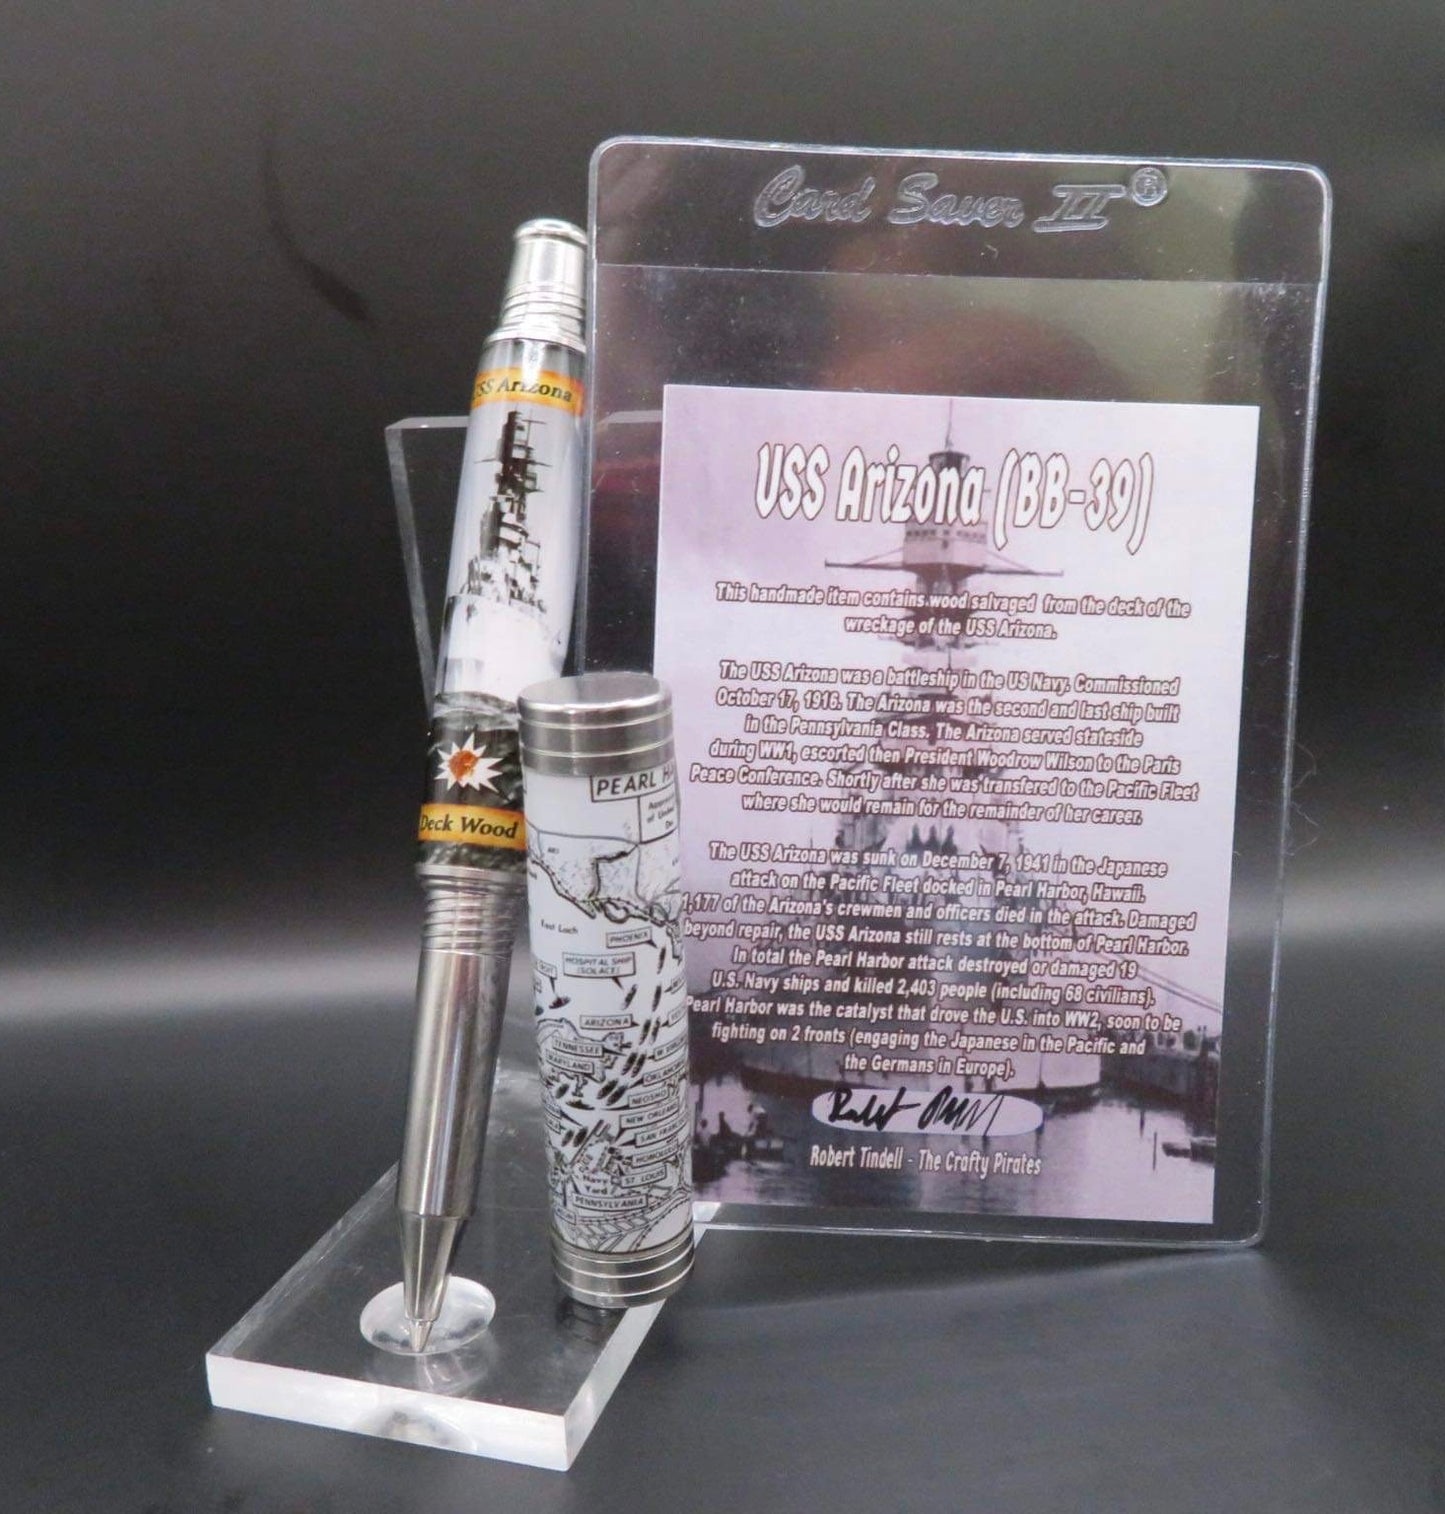 Card Saver II®
USS Arizona
Deck Wood
PEARL HA
East Loch
PHOENIX
HOSPITAL SHIP
(SOLACE)
ARIZONA
TENNESSEE
MARYLAND
OKLAHOMA
NEOSHO
NEW ORLEANS
SAN FRANC
HONOLULU
ST. LOUIS
Navy
Yard
PENNSYLVANIA
USS Arizona (BB-39)
This handmade item contains wood salvaged from the deck of the
wreckage of the USS Arizona.
The USS Arizona was a battleship in the US Navy. Commissioned
October 17, 1916. The Arizona was the second and last ship built
in the Pennsylvania Class. The Arizona served stateside
during WW1, escorted then President Woodrow Wilson to the Paris
Peace Conference. Shortly after she was transfered to the Pacific Fleet
where she would remain for the remainder of her career.
The USS Arizona was sunk on December 7, 1941 in the Japanese
attack on the Pacific Fleet docked in Pearl Harbor, Hawaii.
1,177 of the Arizona's crewmen and officers died in the attack. Damaged
beyond repair, the USS Arizona still rests at the bottom of Pearl Harbor.
In total the Pearl Harbor attack destroyed or damaged 19
U.S. Navy ships and killed 2,403 people (including 68 civilians).
Pearl Harbor was the catalyst that drove the U.S. into WW2, soon to be
fighting on 2 fronts (engaging the Japanese in the Pacific and
the Germans in Europe).
Robert Tindell - The Crafty Pirates